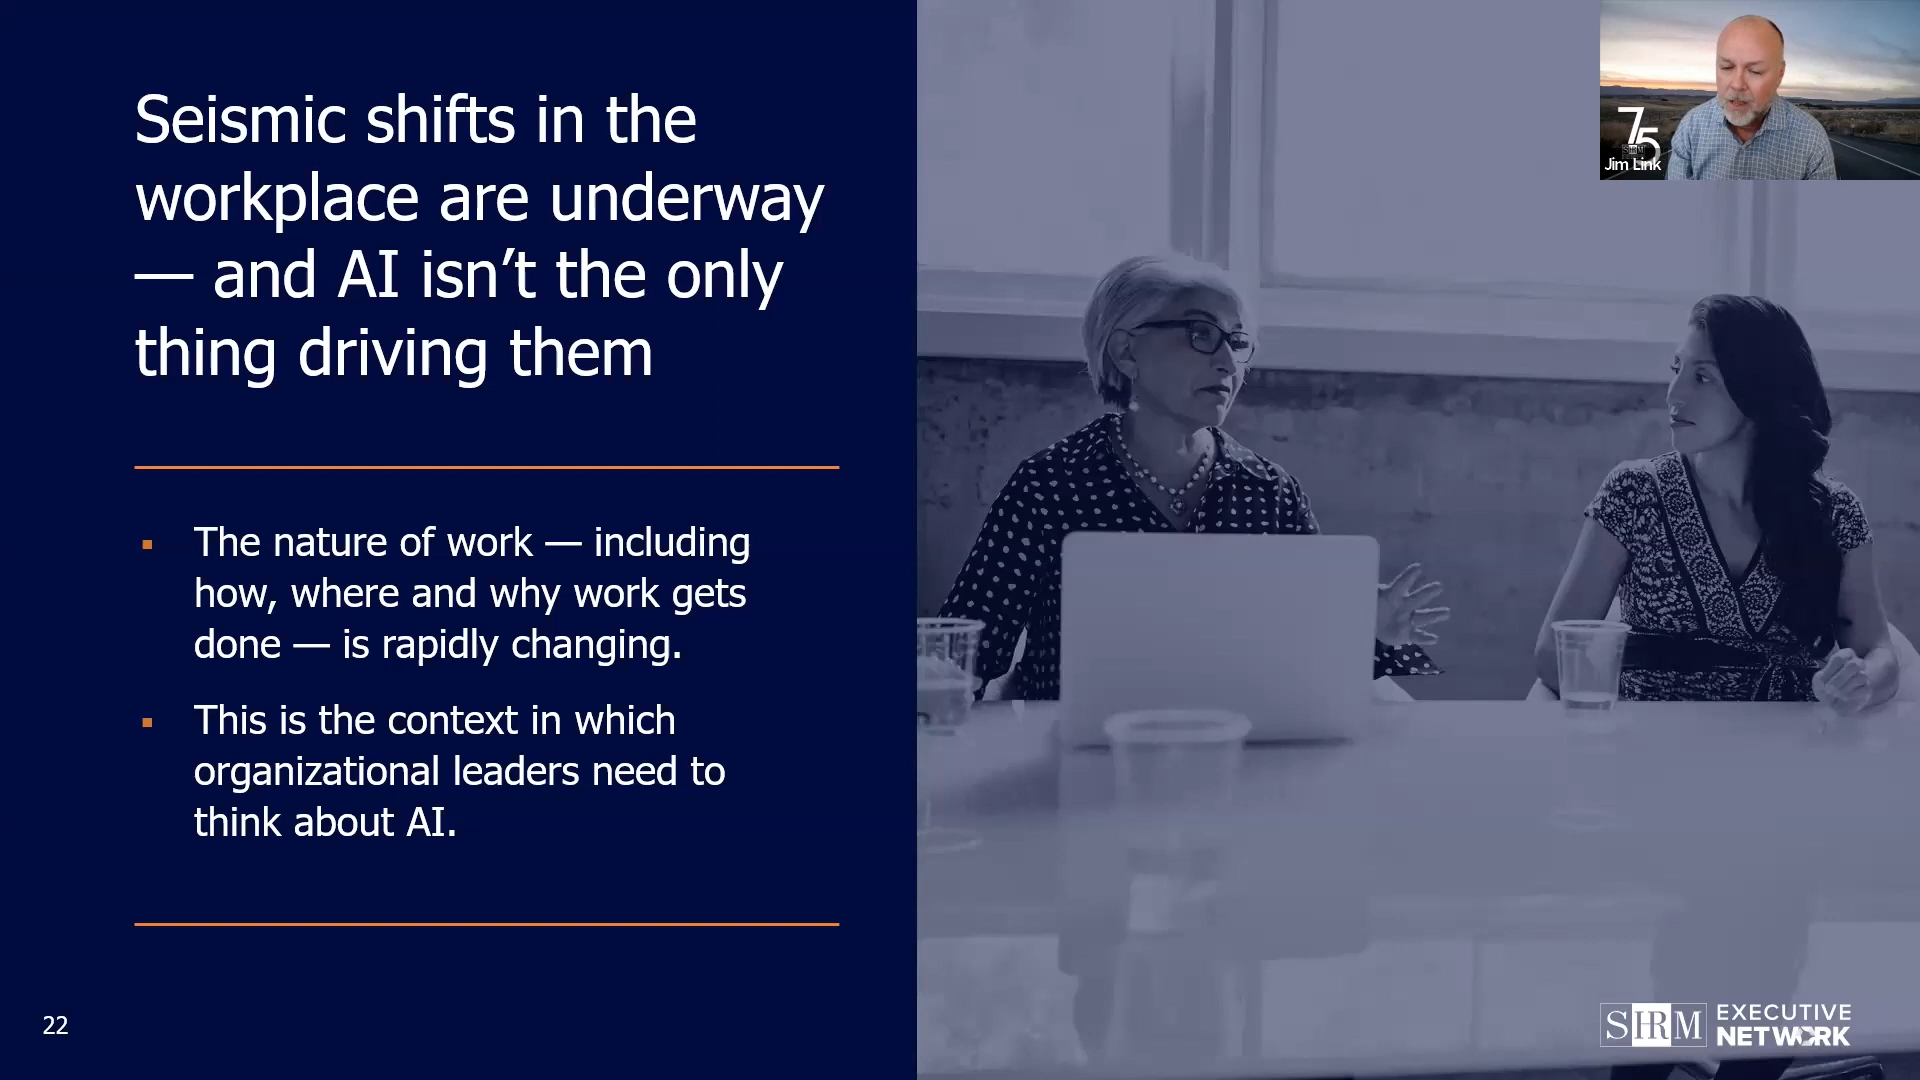 Seismic shifts in the
workplace are underway
— and AI isn’t the only
thing driving them
▪ The nature of work — including
how, where and why work gets
done — is rapidly changing.
▪ This is the context in which
organizational leaders need to
think about AI.
22
75
SHRM
Jim Link
SHRM EXECUTIVE
NETWORK